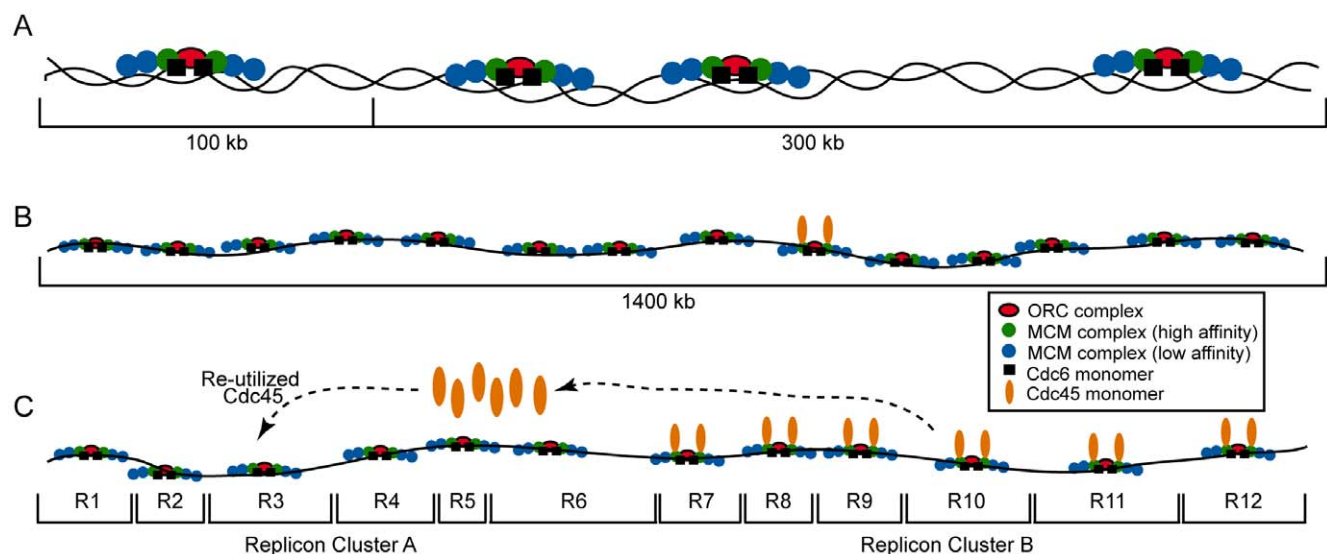 A
100 kb
300 kb
B
1400 kb
ORC complex
MCM complex (high affinity)
MCM complex (low affinity)
Cdc6 monomer
Cdc45 monomer
Re-utilized
Cdc45
C
R1 R2 R3 R4 R5 R6 R7 R8 R9 R10 R11 R12
Replicon Cluster A
Replicon Cluster B